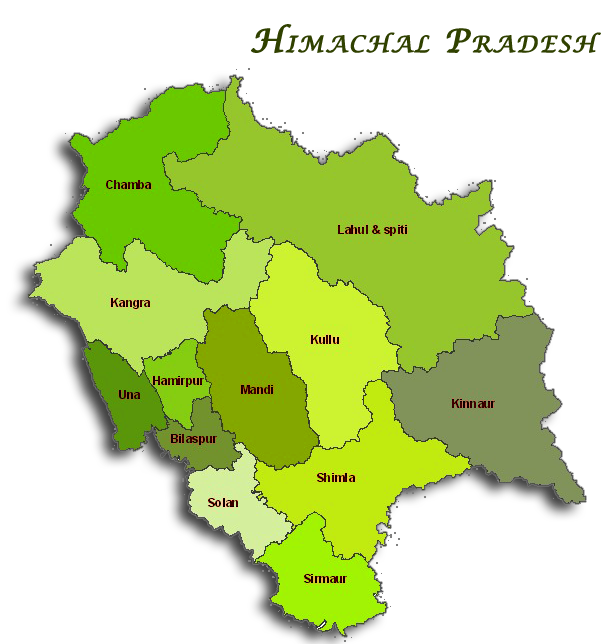 HIMACHAL PRADESH
Chamba
Lahul & spiti
Kangra
Kullu
Hamirpur
Una
Mandi
Kinnaur
Bilaspur
Shimla
Solan
Sirmaur